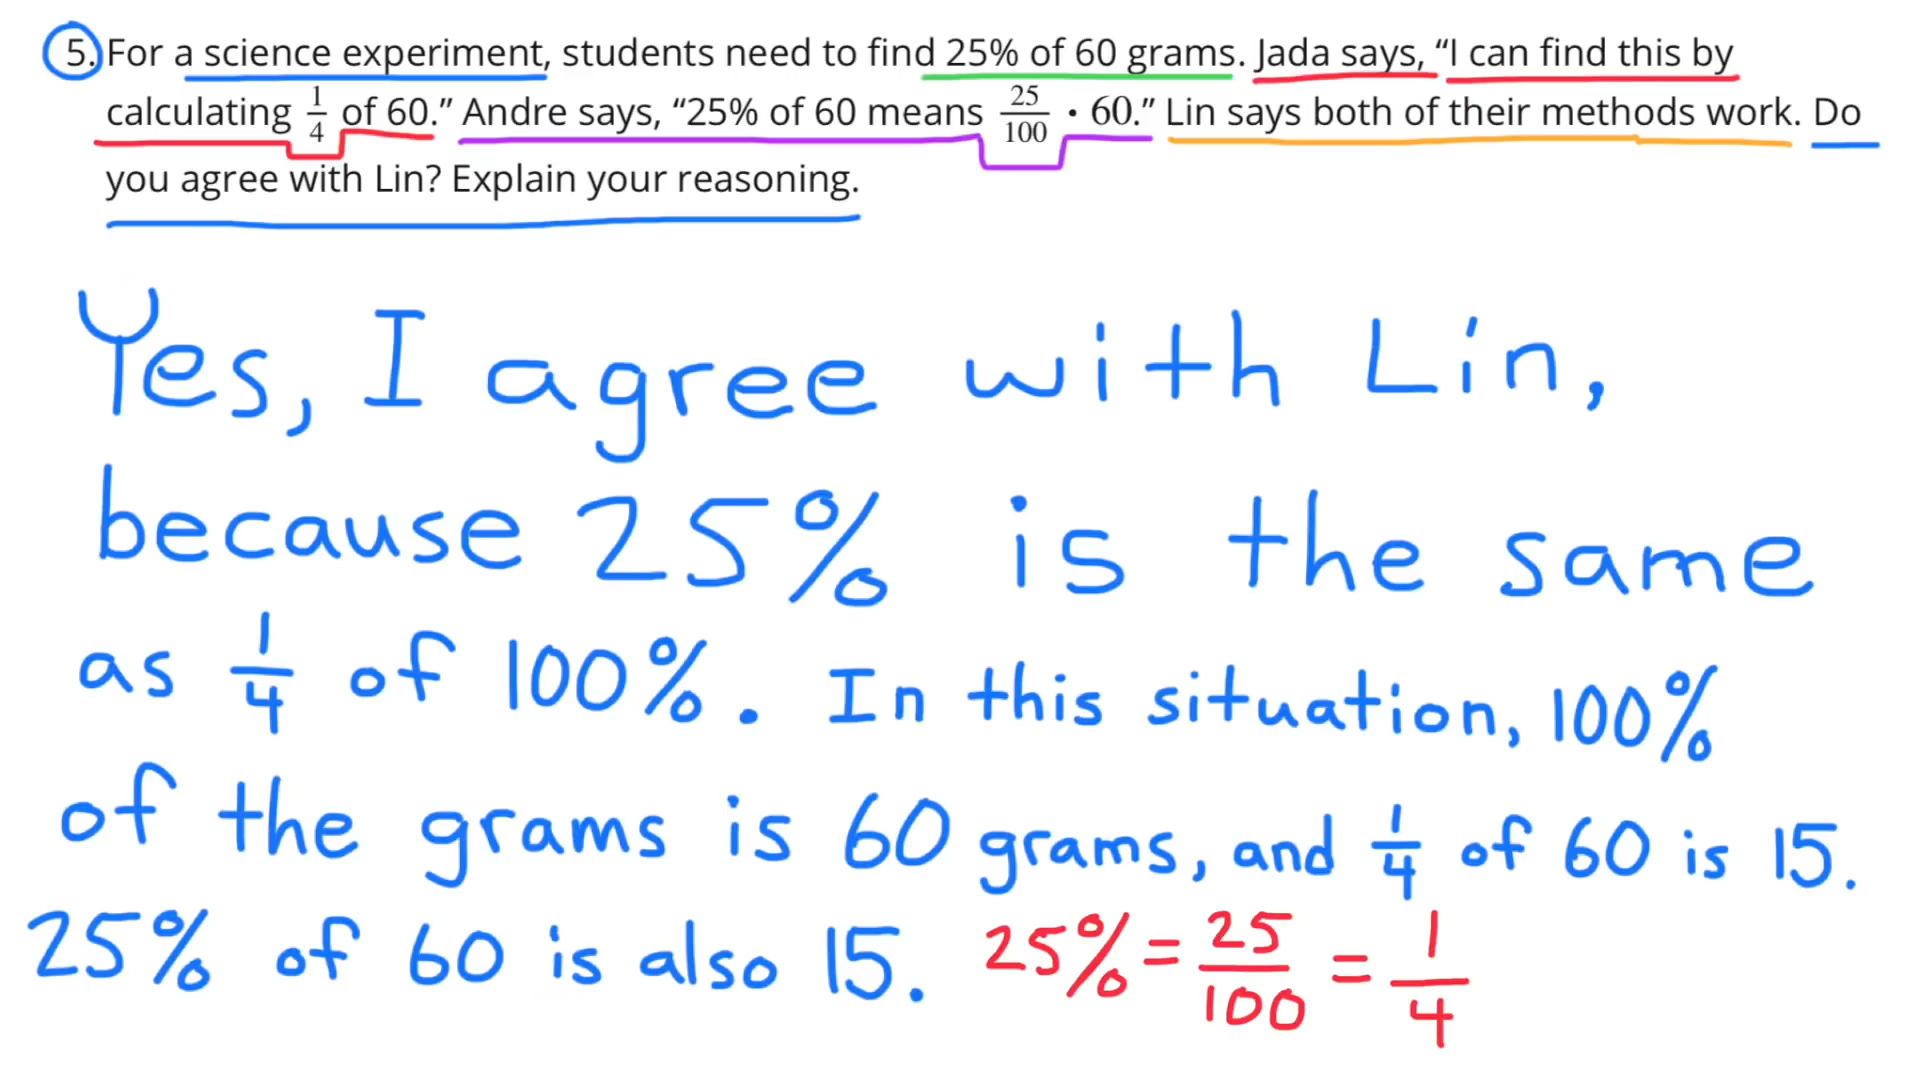 5. For a science experiment, students need to find 25% of 60 grams. Jada says, “I can find this by
calculating 1/4 of 60.” Andre says, “25% of 60 means 25/100 · 60.” Lin says both of their methods work. Do
you agree with Lin? Explain your reasoning.
Yes, I agree with Lin,
because 25% is the same
as 1/4 of 100%. In this situation, 100%
of the grams is 60 grams, and 1/4 of 60 is 15.
25% of 60 is also 15. 25% = 25/100 = 1/4